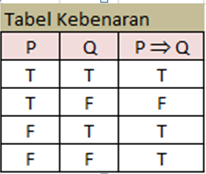 Tabel Kebenaran
P Q P ⇒ Q
T T T
T F F
F T T
F F T